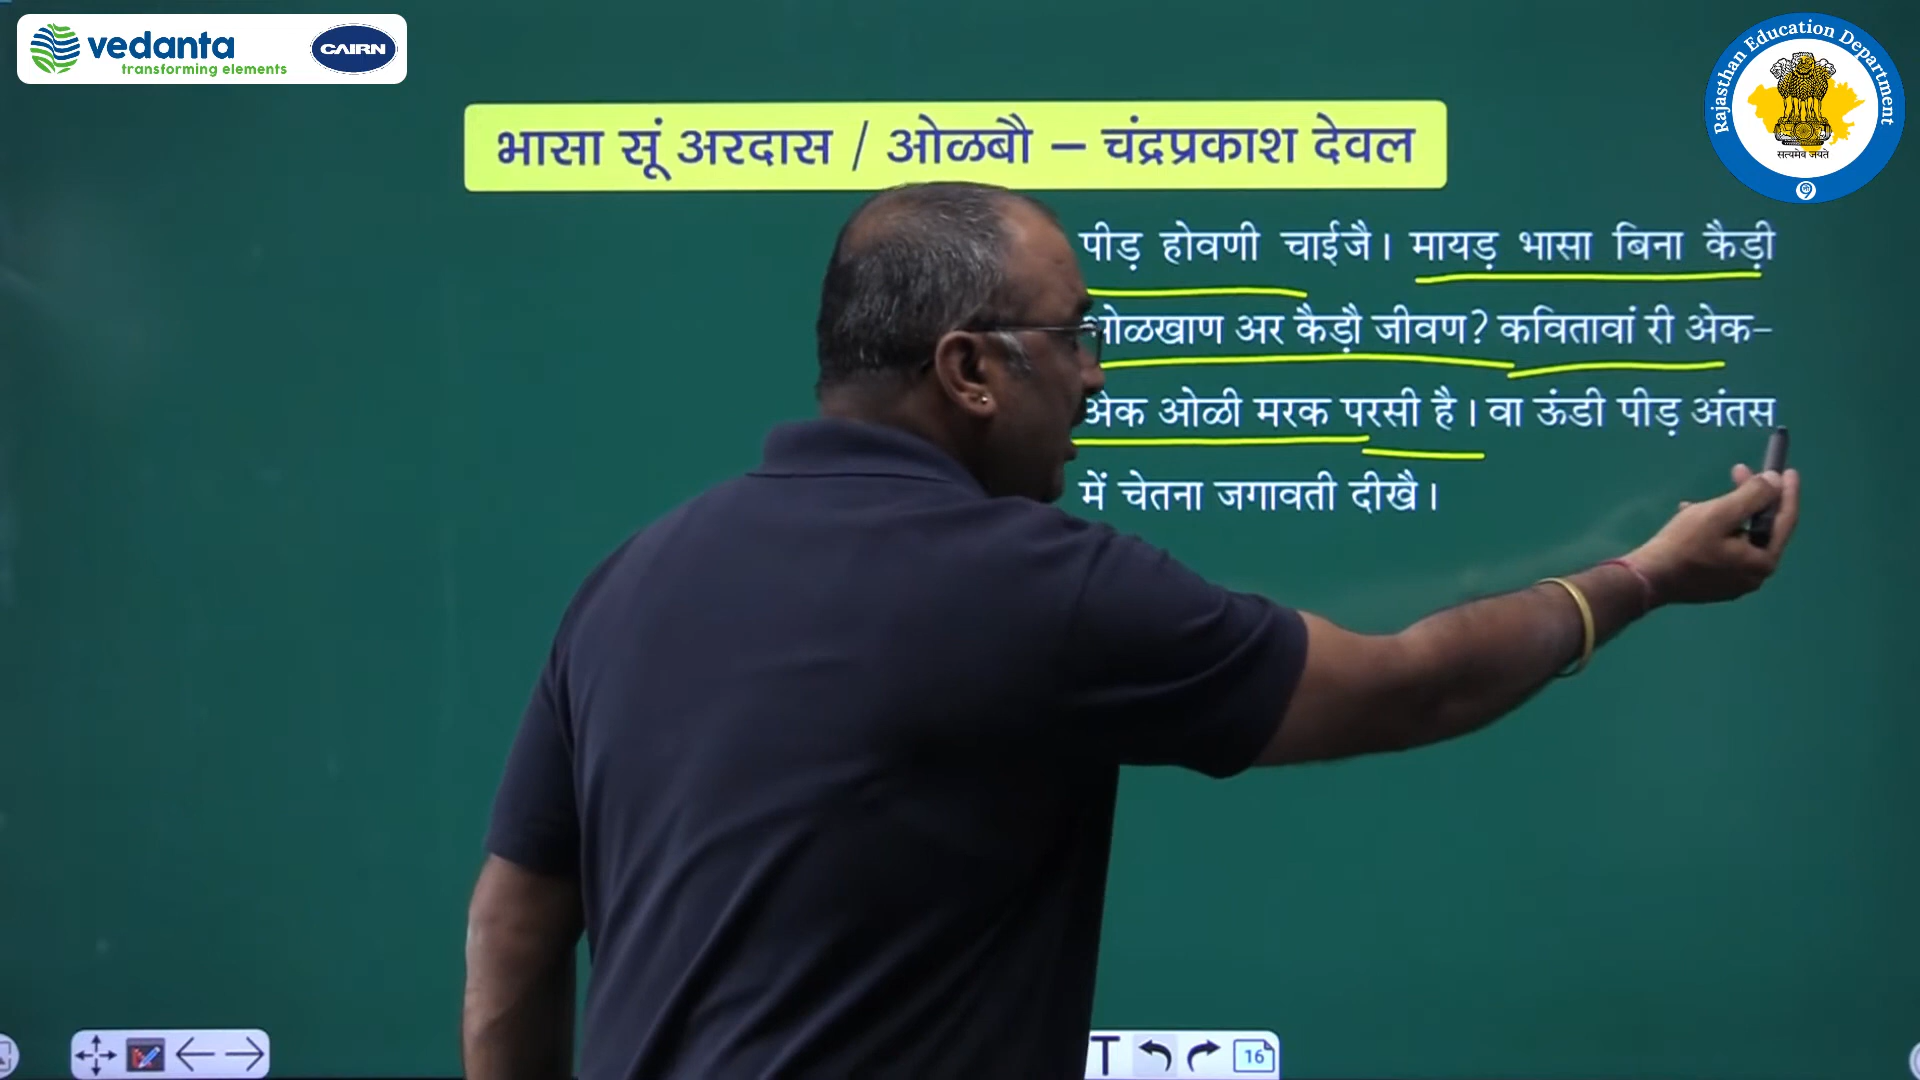 vedanta
transforming elements
CAIRN
Rajasthan Education Department
सत्यमेव जयते
भासा सूं अरदास / ओळबौ – चंद्रप्रकाश देवल
पीड़ होवणी चाईजै। मायड़ भासा बिना कैड़ी
ओळखाण अर कैड़ौ जीवण? कवितावां री अेक–
अेक ओळी मरक परसी है। वा ऊंडी पीड़ अंतस
में चेतना जगावती दीखै।
T
16